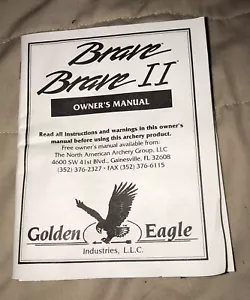 Brave
Brave II
OWNER'S MANUAL
Read all instructions and warnings in this owner's
manual before using this archery product.
Free owner's manual available from:
The North American Archery Group, LLC
4600 SW 41st Blvd., Gainesville, FL 32608
(352) 376-2327 • FAX (352) 376-6115
Golden Eagle
Industries, L.L.C.